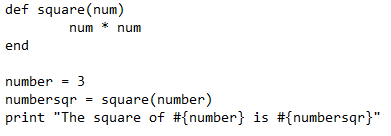 def square(num)
        num * num
end

number = 3
numbersqr = square(number)
print "The square of #{number} is #{numbersqr}"